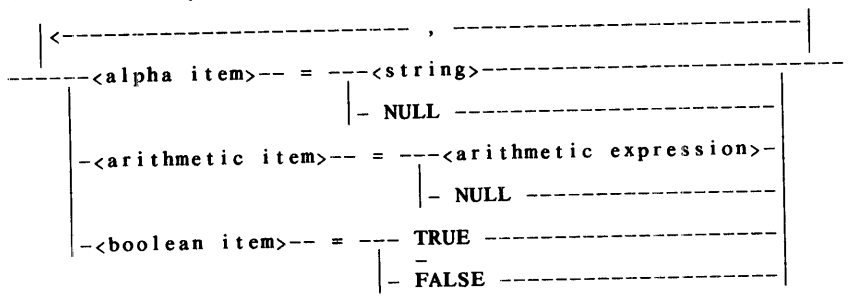 ,
<alpha item> = <string>
NULL
<arithmetic item> = <arithmetic expression>
NULL
<boolean item> = TRUE
FALSE